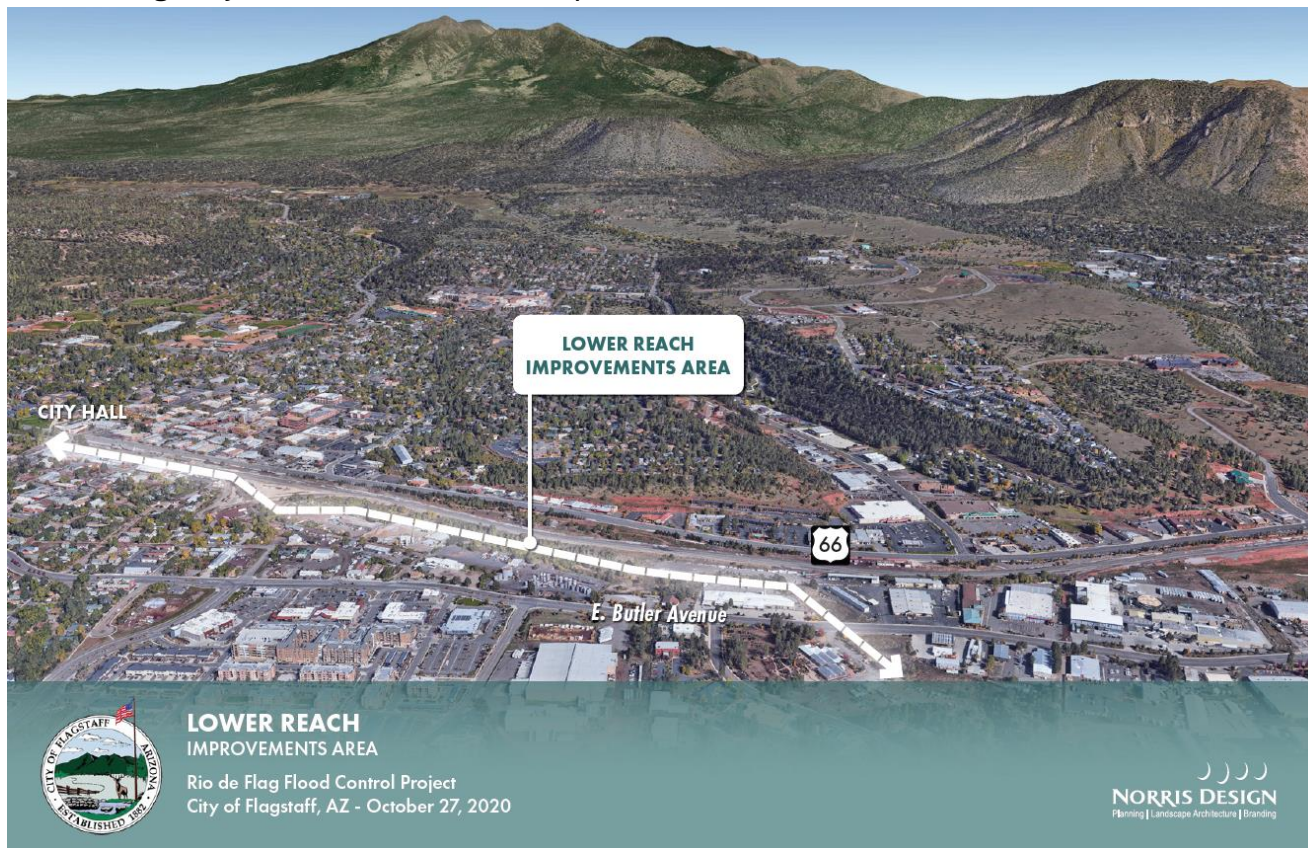 LOWER REACH
IMPROVEMENTS AREA
CITY HALL
66
E. Butler Avenue
CITY OF FLAGSTAFF ARIZONA
ESTABLISHED 1882
LOWER REACH
IMPROVEMENTS AREA
Rio de Flag Flood Control Project
City of Flagstaff, AZ - October 27, 2020
NORRIS DESIGN
Planning | Landscape Architecture | Branding